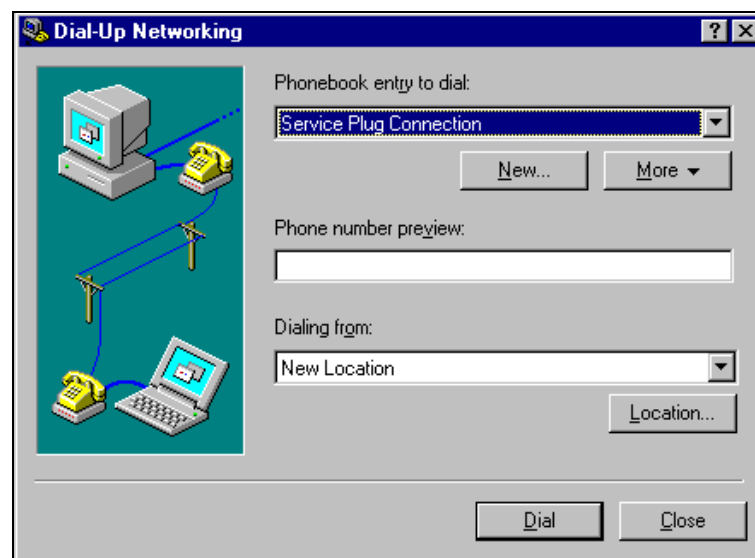 Dial-Up Networking
Phonebook entry to dial:
Service Plug Connection
New... More
Phone number preview:
Dialing from:
New Location
Location...
Dial Close